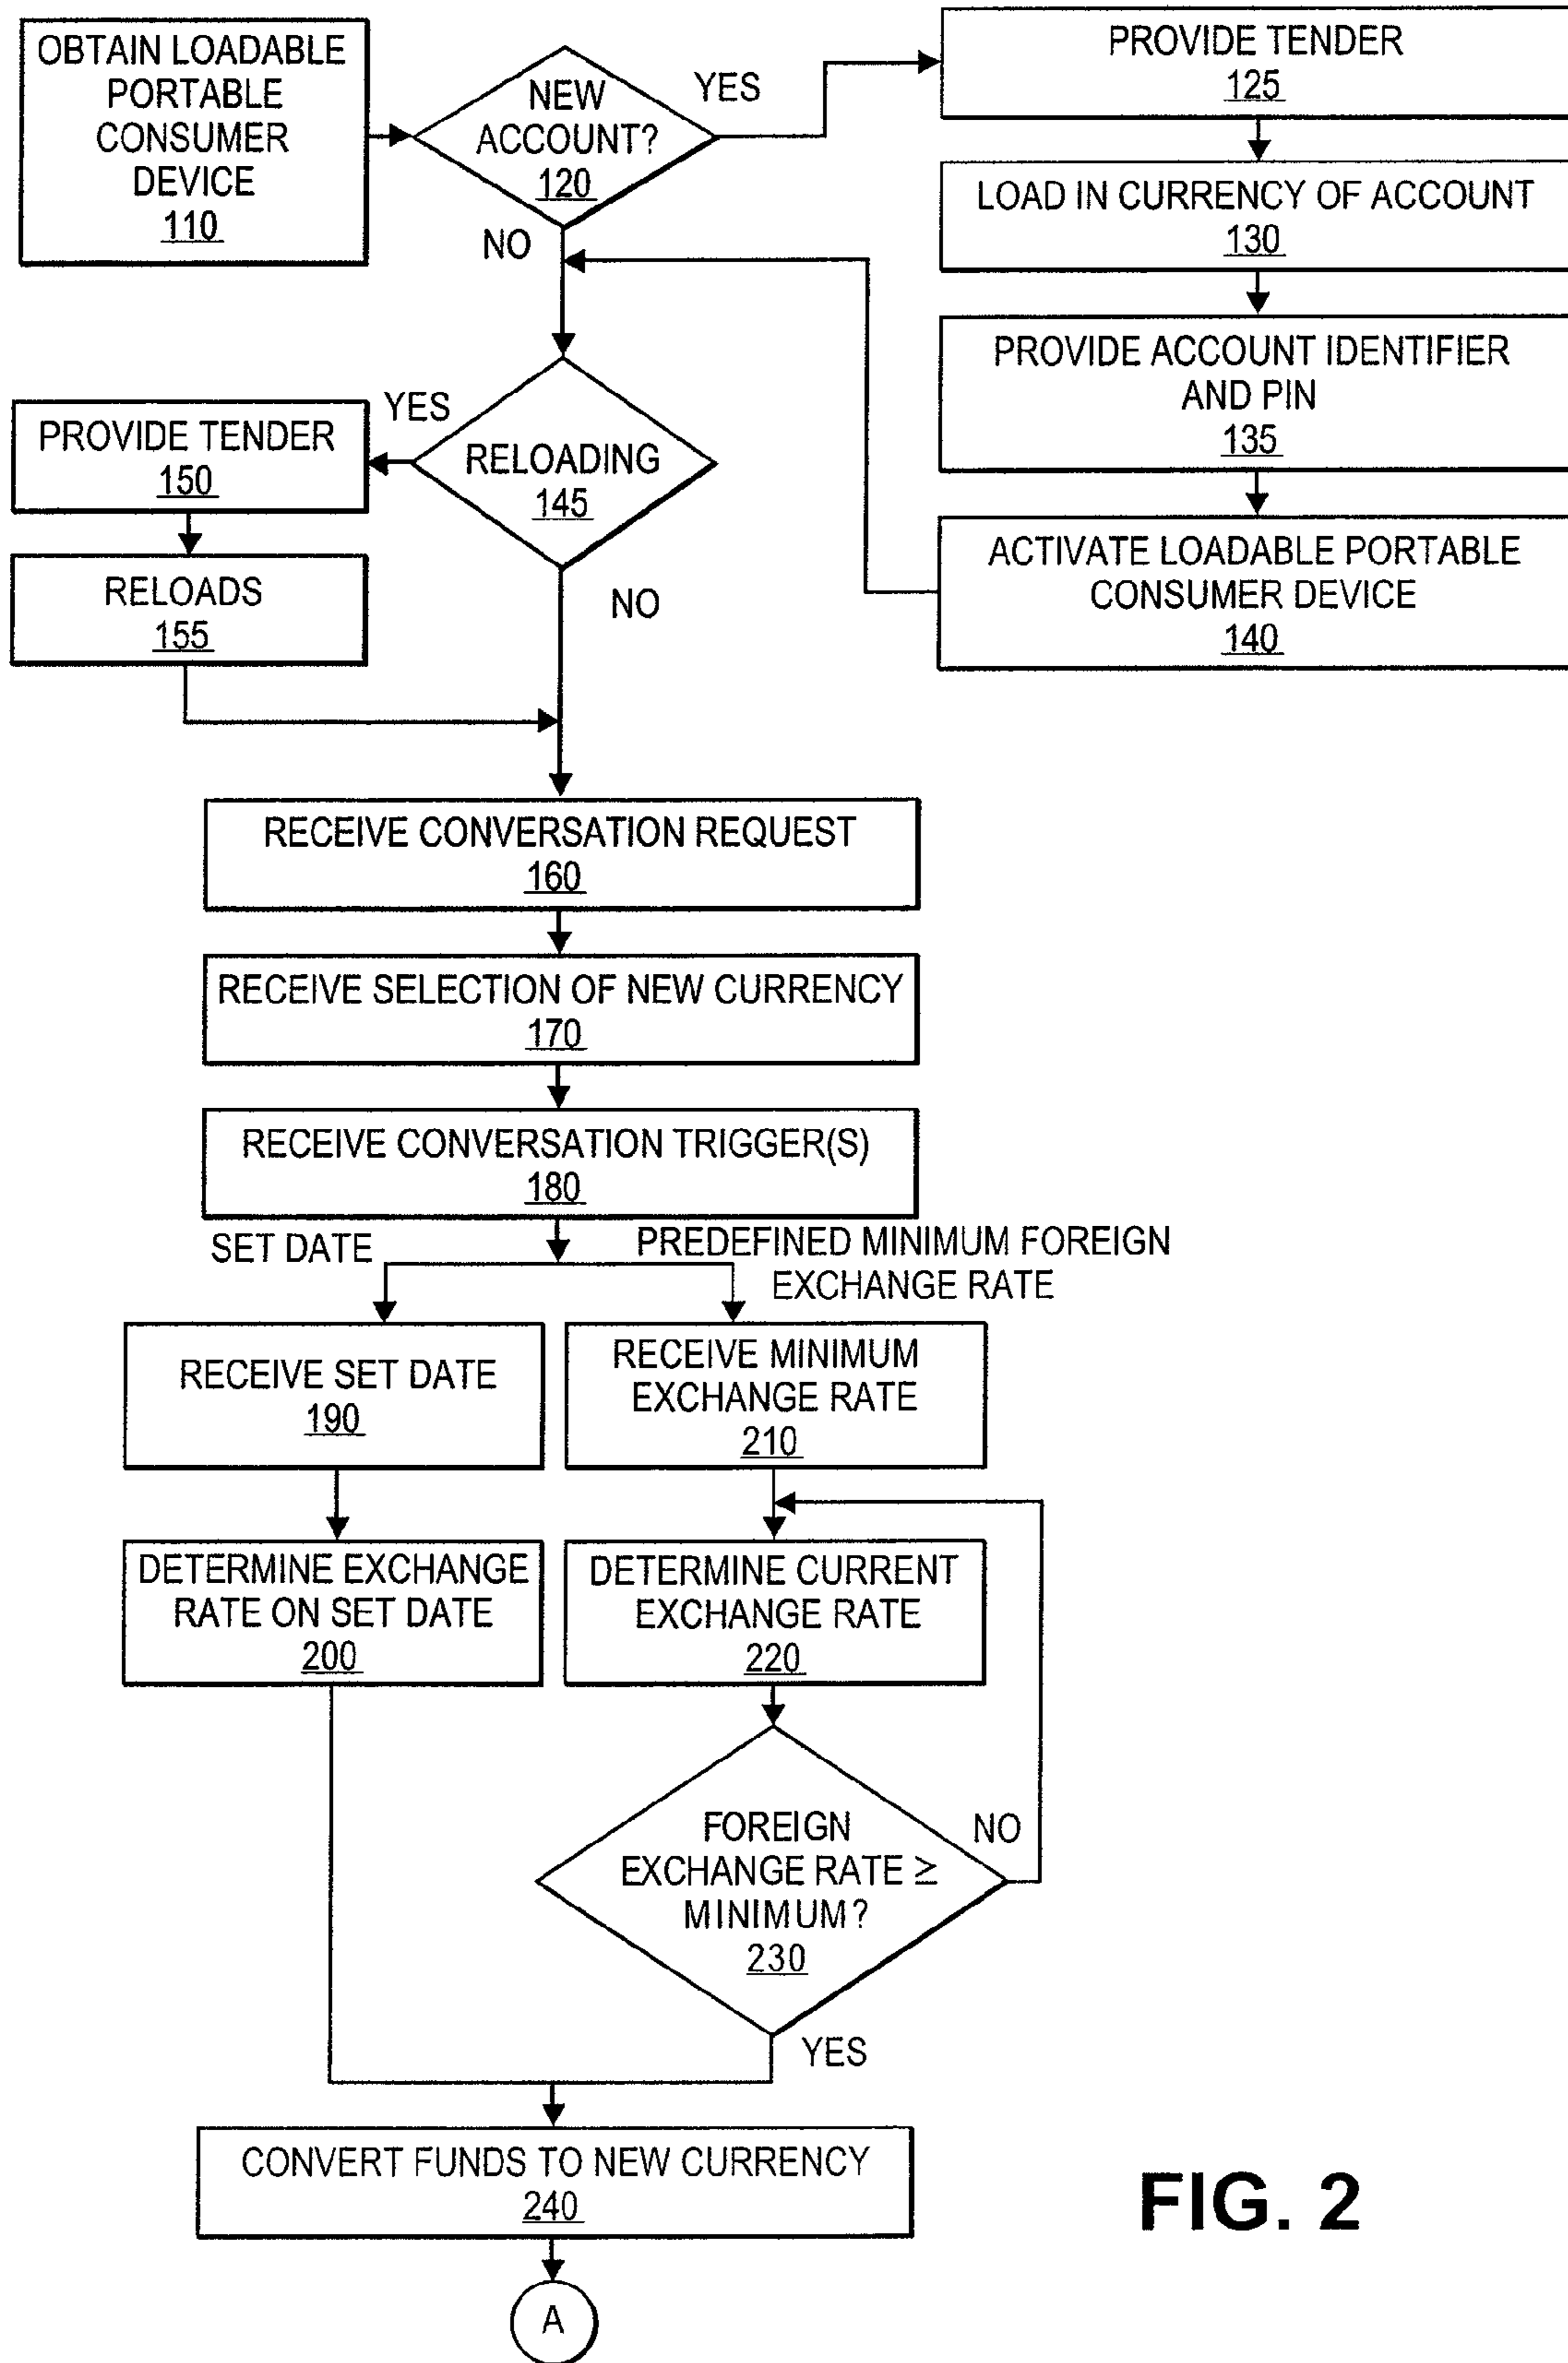 OBTAIN LOADABLE
PORTABLE
CONSUMER
DEVICE
110
NEW
ACCOUNT?
120
YES
NO
PROVIDE TENDER
125
LOAD IN CURRENCY OF ACCOUNT
130
PROVIDE ACCOUNT IDENTIFIER
AND PIN
135
ACTIVATE LOADABLE PORTABLE
CONSUMER DEVICE
140
RELOADING
145
YES
NO
PROVIDE TENDER
150
RELOADS
155
RECEIVE CONVERSATION REQUEST
160
RECEIVE SELECTION OF NEW CURRENCY
170
RECEIVE CONVERSATION TRIGGER(S)
180
SET DATE
PREDEFINED MINIMUM FOREIGN
EXCHANGE RATE
RECEIVE SET DATE
190
RECEIVE MINIMUM
EXCHANGE RATE
210
DETERMINE EXCHANGE
RATE ON SET DATE
200
DETERMINE CURRENT
EXCHANGE RATE
220
FOREIGN
EXCHANGE RATE ≥
MINIMUM?
230
NO
YES
CONVERT FUNDS TO NEW CURRENCY
240
A
FIG. 2